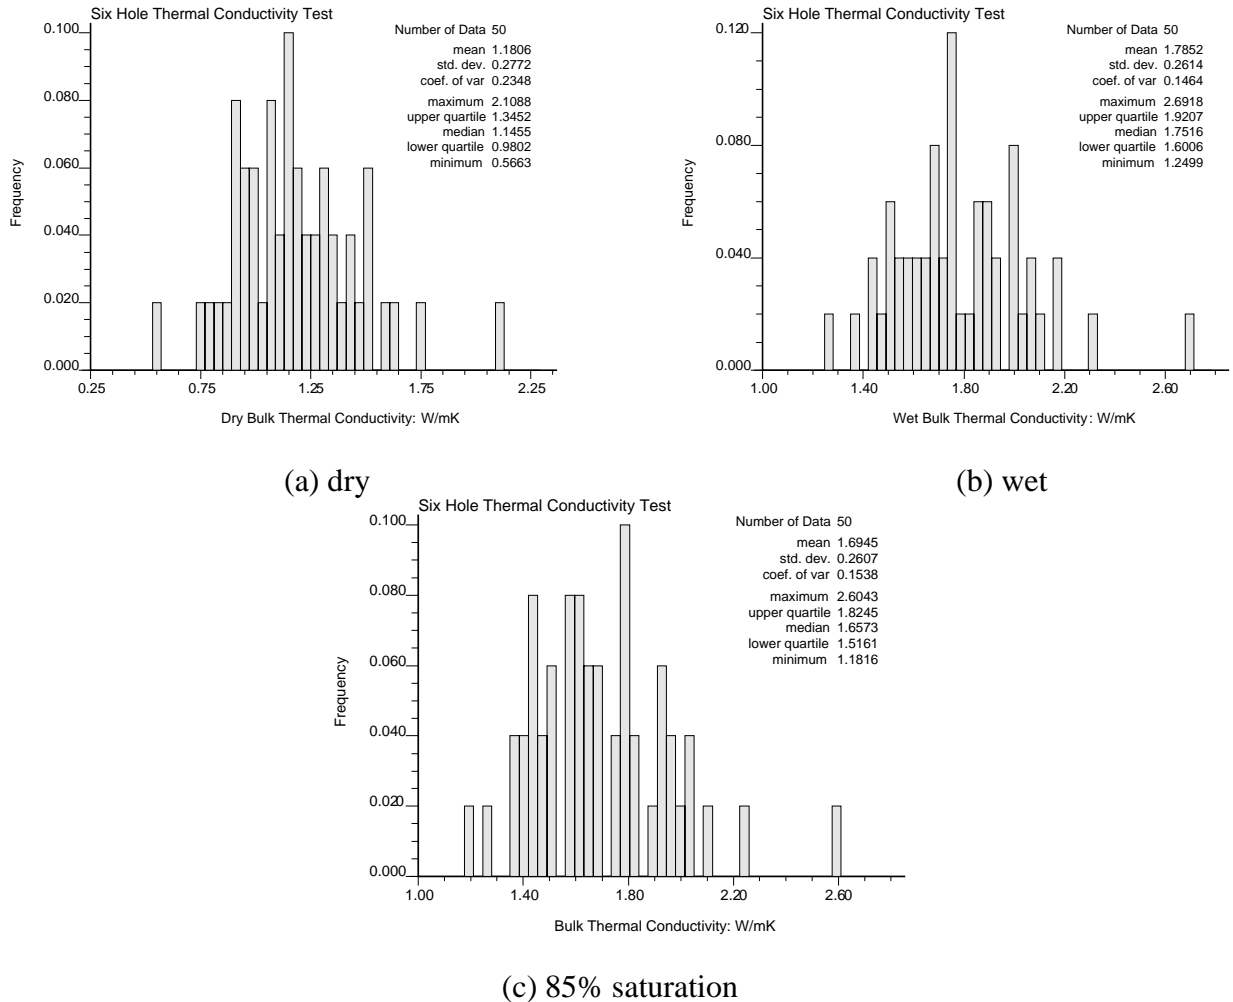 Six Hole Thermal Conductivity Test
Number of Data 50
mean 1.1806
std. dev. 0.2772
coef. of var 0.2348
maximum 2.1088
upper quartile 1.3452
median 1.1455
lower quartile 0.9802
minimum 0.5663
Frequency
0.100
0.080
0.060
0.040
0.020
0.000
0.25 0.75 1.25 1.75 2.25
Dry Bulk Thermal Conductivity: W/mK
(a) dry
Six Hole Thermal Conductivity Test
Number of Data 50
mean 1.7852
std. dev. 0.2614
coef. of var 0.1464
maximum 2.6918
upper quartile 1.9207
median 1.7516
lower quartile 1.6006
minimum 1.2499
Frequency
0.120
0.080
0.040
0.000
1.00 1.40 1.80 2.20 2.60
Wet Bulk Thermal Conductivity: W/mK
(b) wet
Six Hole Thermal Conductivity Test
Number of Data 50
mean 1.6945
std. dev. 0.2607
coef. of var 0.1538
maximum 2.6043
upper quartile 1.8245
median 1.6573
lower quartile 1.5161
minimum 1.1816
Frequency
0.100
0.080
0.060
0.040
0.020
0.000
1.00 1.40 1.80 2.20 2.60
Bulk Thermal Conductivity: W/mK
(c) 85% saturation